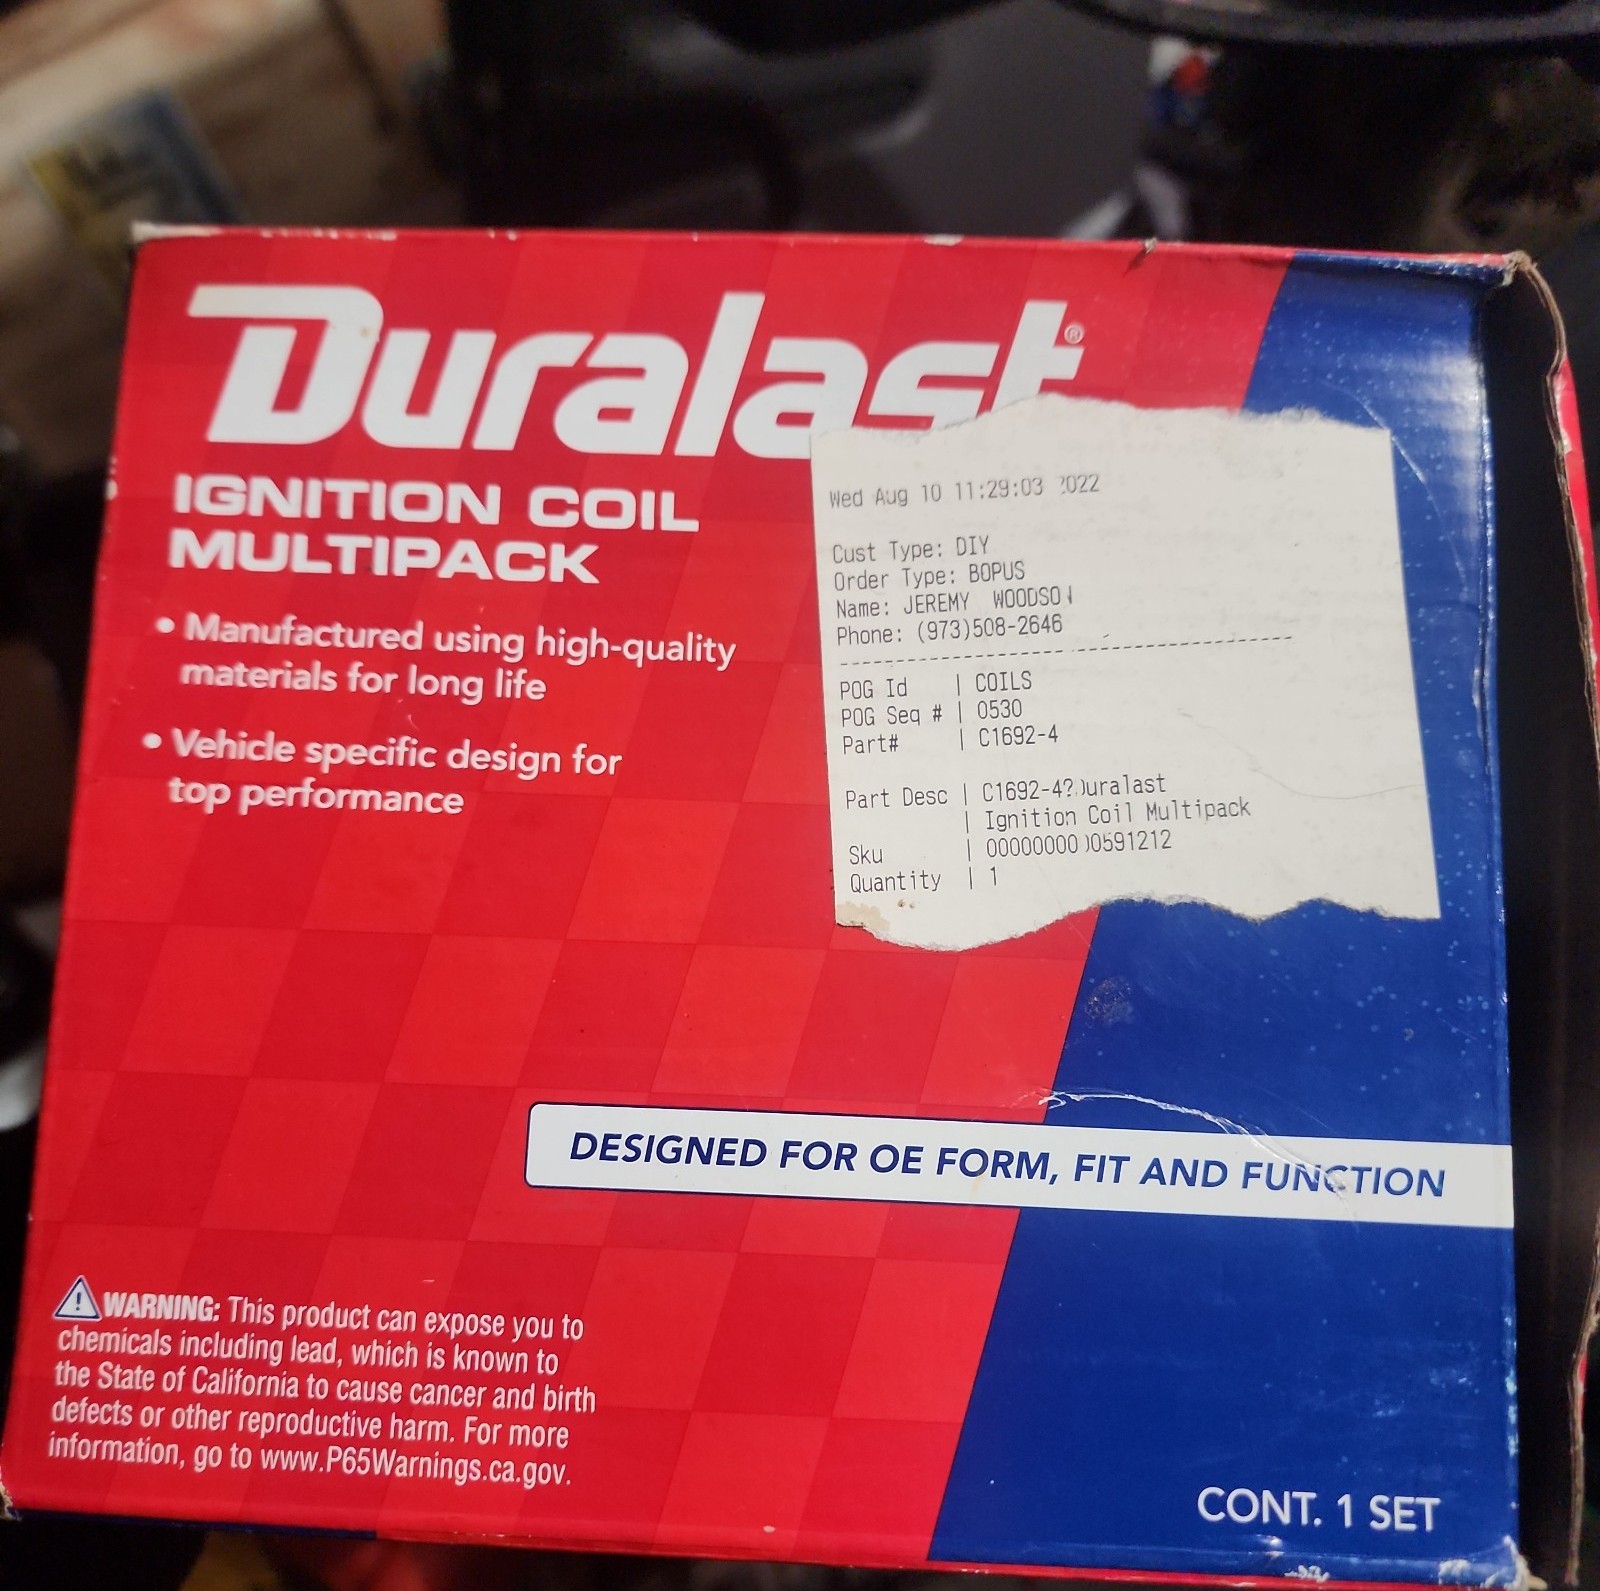 Duralast®
IGNITION COIL
MULTIPACK
• Manufactured using high-quality
materials for long life
• Vehicle specific design for
top performance
Wed Aug 10 11:29:03 2022
Cust Type: DIY
Order Type: BOPUS
Name: JEREMY WOODSON
Phone: (973)508-2646
POG Id | COILS
POG Seq # | 0530
Part# | C1692-4
Part Desc | C1692-4?Duralast
| Ignition Coil Multipack
Sku | 000000000591212
Quantity | 1
DESIGNED FOR OE FORM, FIT AND FUNCTION
WARNING: This product can expose you to
chemicals including lead, which is known to
the State of California to cause cancer and birth
defects or other reproductive harm. For more
information, go to www.P65Warnings.ca.gov.
CONT. 1 SET